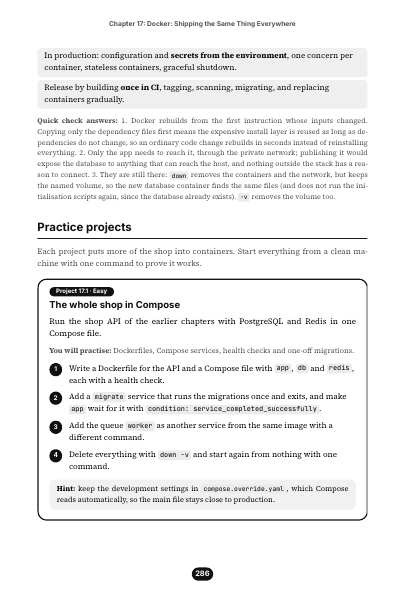 Chapter 17: Docker: Shipping the Same Thing Everywhere
In production: configuration and secrets from the environment, one concern per
container, stateless containers, graceful shutdown.
Release by building once in CI, tagging, scanning, migrating, and replacing
containers gradually.
Quick check answers: 1. Docker rebuilds from the first instruction whose inputs changed.
Copying only the dependency files first means the expensive install layer is reused as long as de-
pendencies do not change, so an ordinary code change rebuilds in seconds instead of reinstalling
everything. 2. Only the app needs to reach it, through the private network; publishing it would
expose the database to anything that can reach the host, and nothing outside the stack has a rea-
son to connect. 3. They are still there: down removes the containers and the network, but keeps
the named volume, so the new database container finds the same files (and does not run the ini-
tialisation scripts again, since the database already exists). -v removes the volume too.
Practice projects
Each project puts more of the shop into containers. Start everything from a clean ma-
chine with one command to prove it works.
Project 17.1 · Easy
The whole shop in Compose
Run the shop API of the earlier chapters with PostgreSQL and Redis in one
Compose file.
You will practise: Dockerfiles, Compose services, health checks and one-off migrations.
1 Write a Dockerfile for the API and a Compose file with app, db and redis,
each with a health check.
2 Add a migrate service that runs the migrations once and exits, and make
app wait for it with condition: service_completed_successfully.
3 Add the queue worker as another service from the same image with a
different command.
4 Delete everything with down -v and start again from nothing with one
command.
Hint: keep the development settings in compose.override.yaml, which Compose
reads automatically, so the main file stays close to production.
286